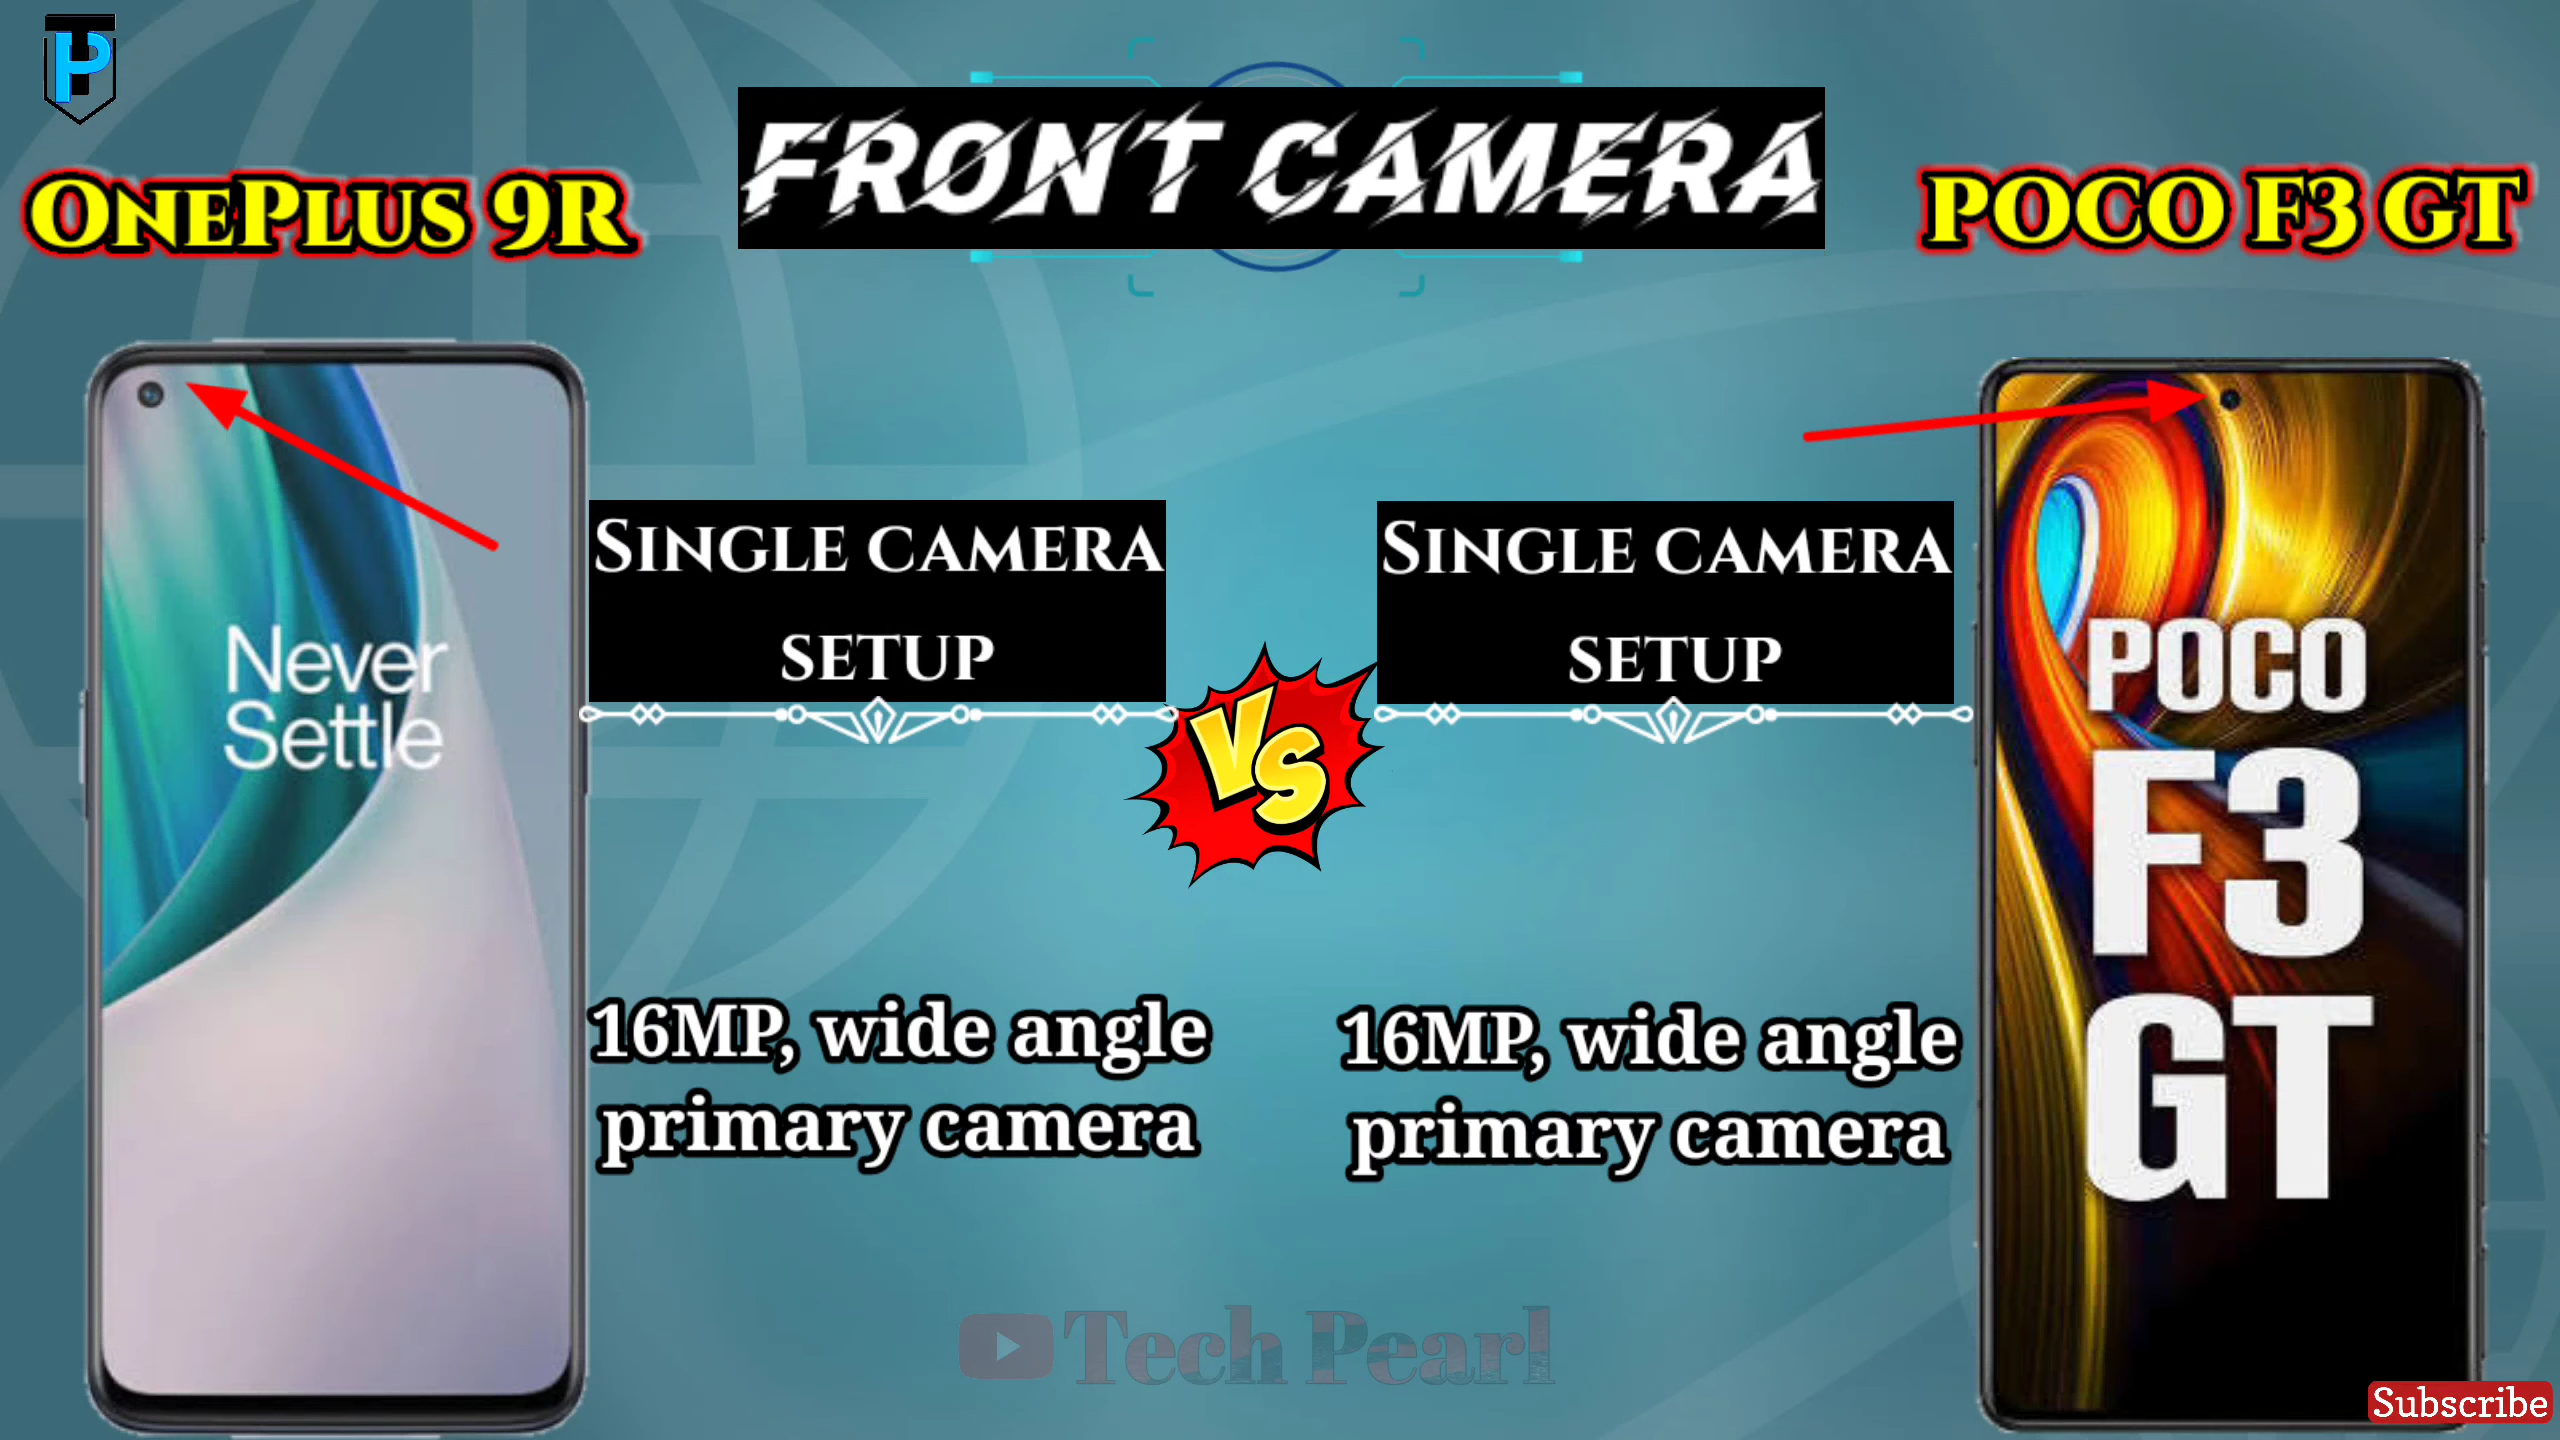 TP
FRONT CAMERA
OnePlus 9R
POCO F3 GT
Single camera
setup
Single camera
setup
Never
Settle
VS
POCO
F3
GT
16MP, wide angle
primary camera
16MP, wide angle
primary camera
Tech Pearl
Subscribe